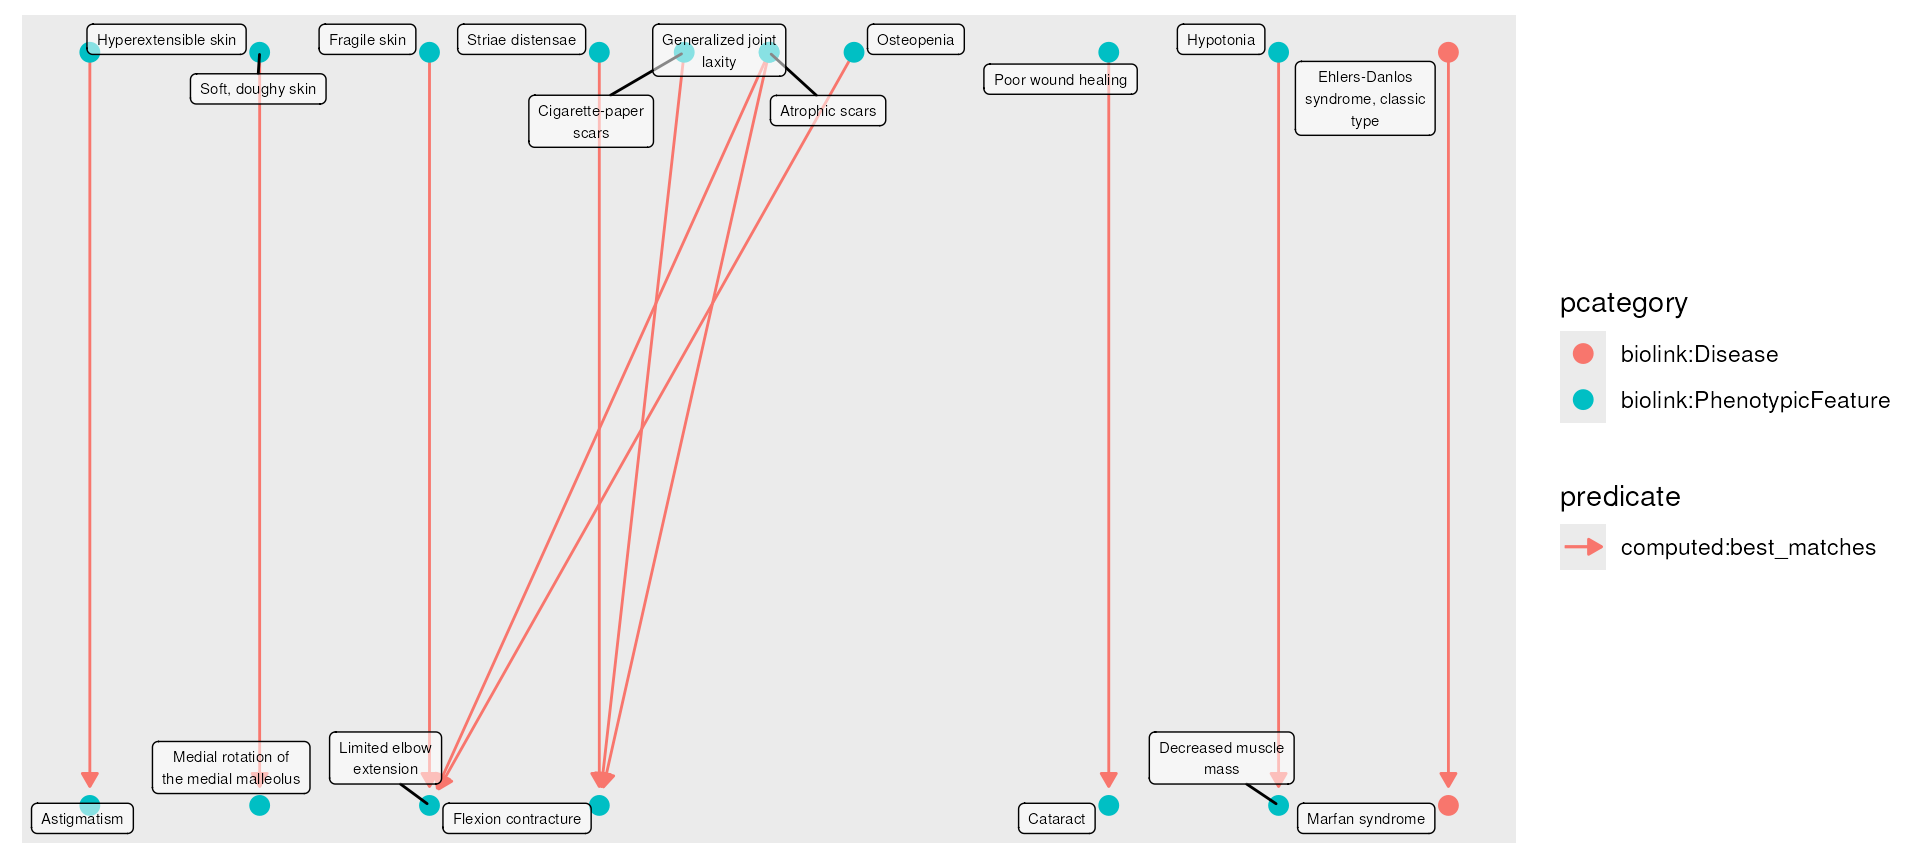 Hyperextensible skin
Fragile skin
Striae distensae
Generalized joint
laxity
Osteopenia
Hypotonia
Soft, doughy skin
Cigarette-paper
scars
Atrophic scars
Poor wound healing
Ehlers-Danlos
syndrome, classic
type
pcategory
biolink:Disease
biolink:PhenotypicFeature
predicate
computed:best_matches
Medial rotation of
the medial malleolus
Limited elbow
extension
Decreased muscle
mass
Astigmatism
Flexion contracture
Cataract
Marfan syndrome